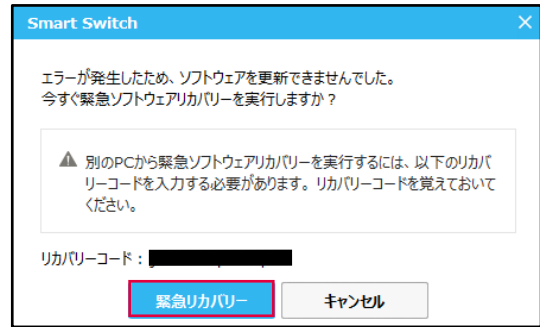 Smart Switch
エラーが発生したため、ソフトウェアを更新できませんでした。
今すぐ緊急ソフトウェアリカバリーを実行しますか？
別のPCから緊急ソフトウェアリカバリーを実行するには、以下のリカバ
リーコードを入力する必要があります。リカバリーコードを覚えておいて
ください。
リカバリーコード：
緊急リカバリー キャンセル